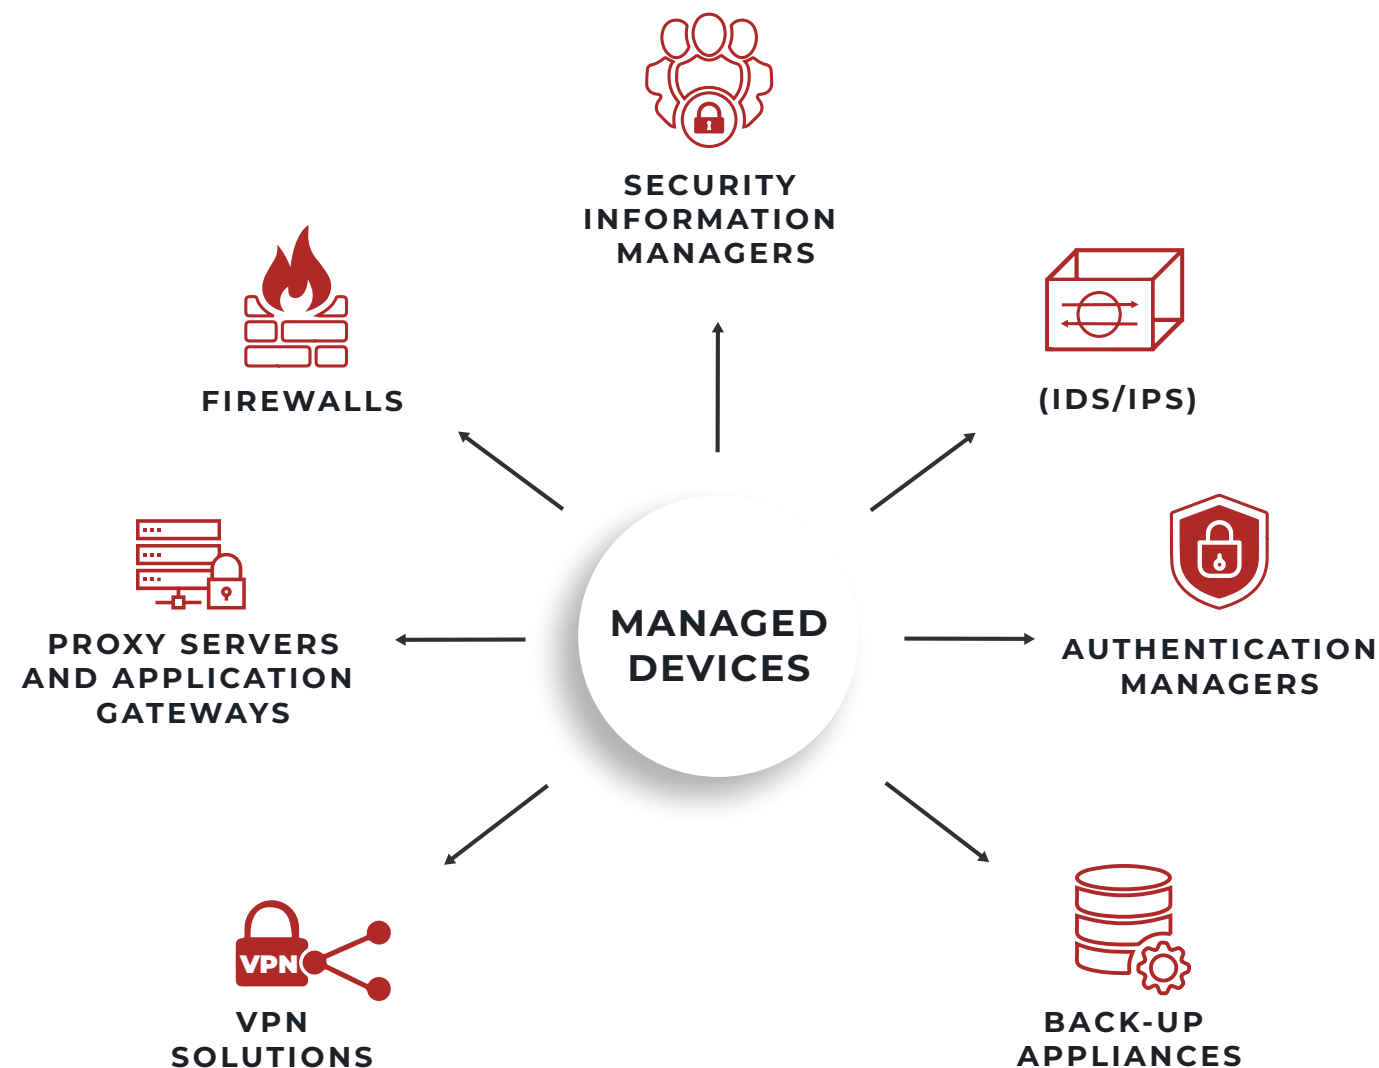 SECURITY
INFORMATION
MANAGERS
FIREWALLS
(IDS/IPS)
MANAGED
DEVICES
PROXY SERVERS
AND APPLICATION
GATEWAYS
AUTHENTICATION
MANAGERS
VPN
VPN
SOLUTIONS
BACK-UP
APPLIANCES